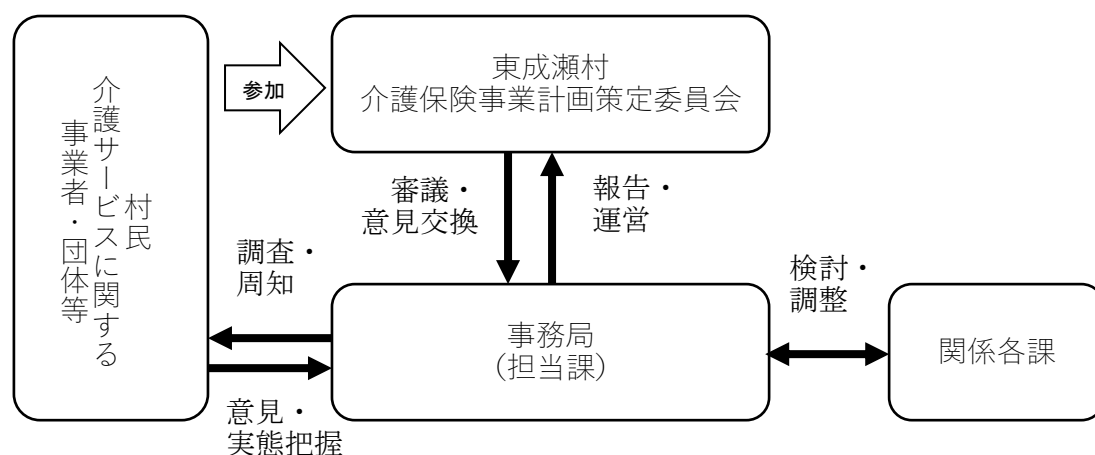 村民
介護サービスに関する
事業者・団体等
参加
東成瀬村
介護保険事業計画策定委員会
審議・
意見交換
報告・
運営
調査・
周知
検討・
調整
事務局
(担当課)
関係各課
意見・
実態把握